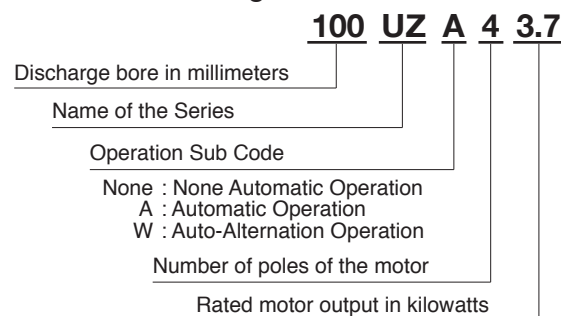 100 UZ A 4 3.7
Discharge bore in millimeters
Name of the Series
Operation Sub Code
None : None Automatic Operation
A : Automatic Operation
W : Auto-Alternation Operation
Number of poles of the motor
Rated motor output in kilowatts